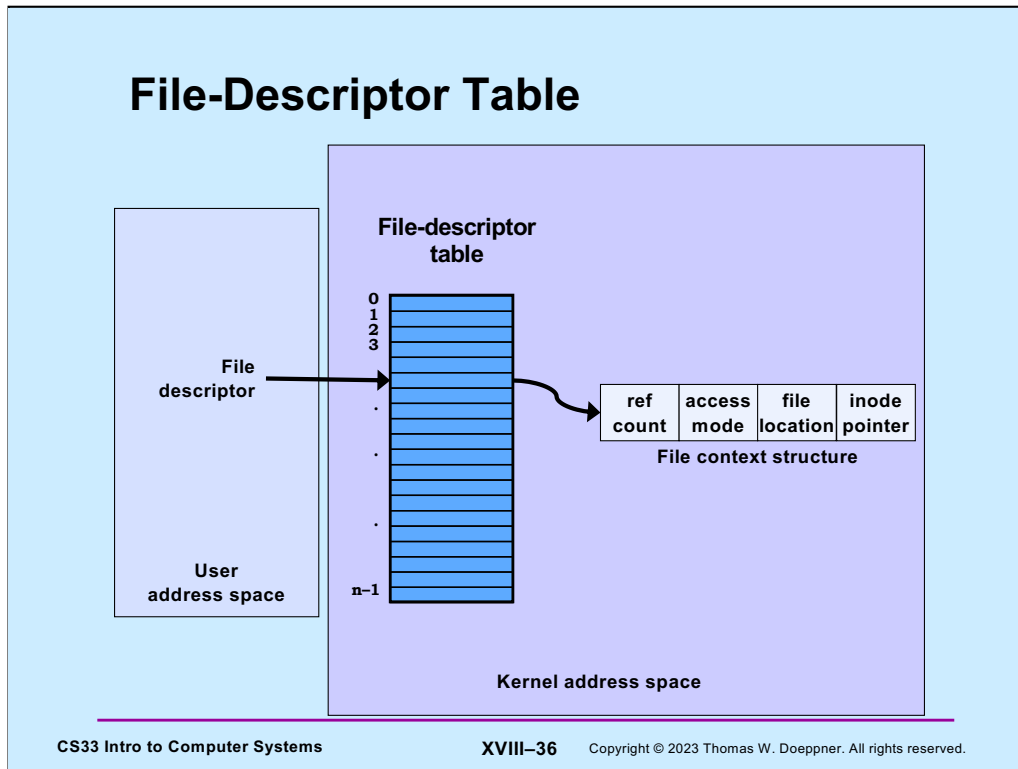 File-Descriptor Table
File-descriptor
table
0
1
2
3
.
.
.
n–1
File
descriptor
User
address space
ref
count
access
mode
file
location
inode
pointer
File context structure
Kernel address space
CS33 Intro to Computer Systems
XVIII–36
Copyright © 2023 Thomas W. Doeppner. All rights reserved.